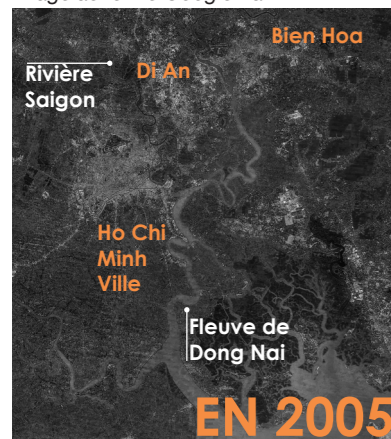 Bien Hoa
Rivière
Saigon
Di An
Ho Chi
Minh
Ville
Fleuve de
Dong Nai
EN 2005